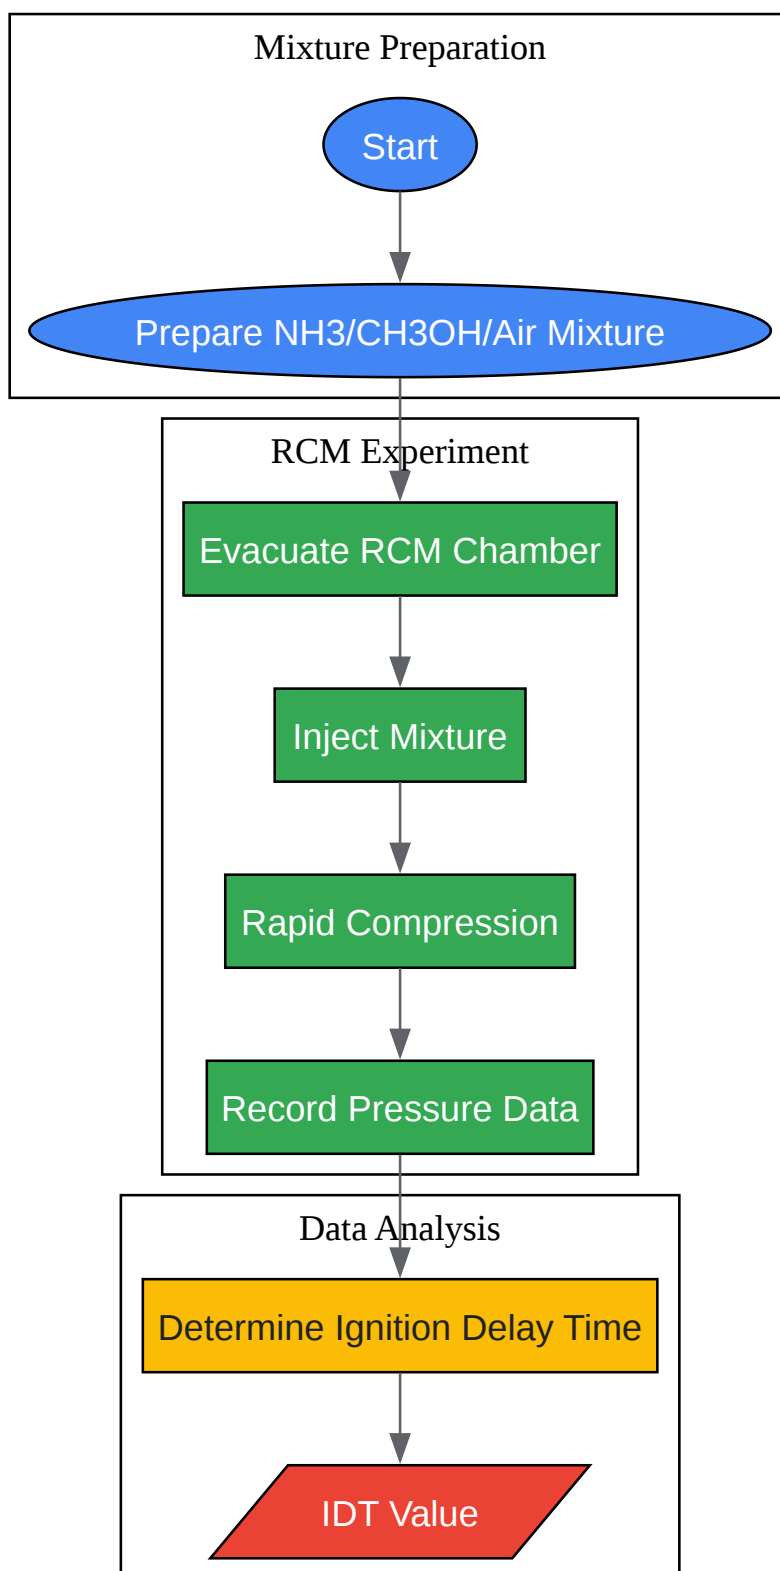 Mixture Preparation
Start
Prepare NH3/CH3OH/Air Mixture
RCM Experiment
Evacuate RCM Chamber
Inject Mixture
Rapid Compression
Record Pressure Data
Data Analysis
Determine Ignition Delay Time
IDT Value